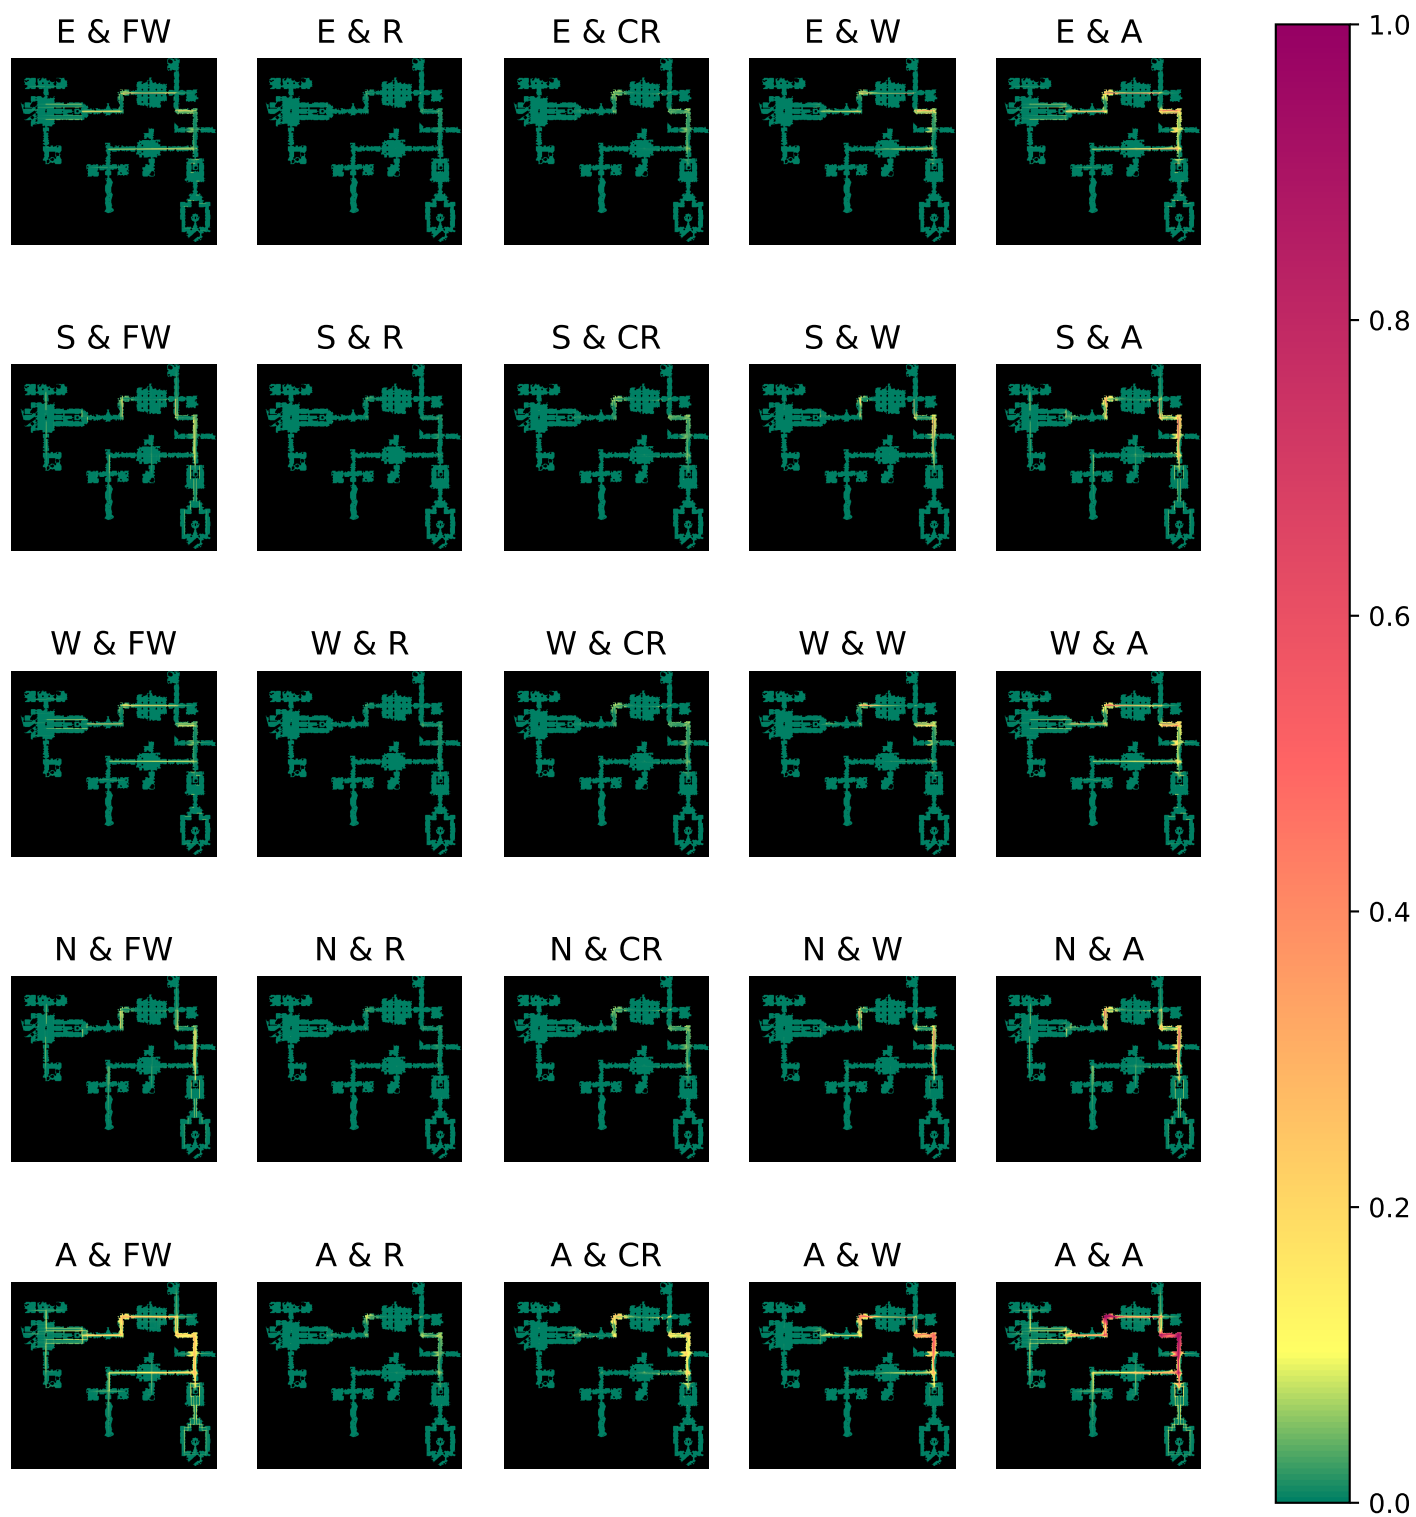 E & FW
E & R
E & CR
E & W
E & A
S & FW
S & R
S & CR
S & W
S & A
W & FW
W & R
W & CR
W & W
W & A
N & FW
N & R
N & CR
N & W
N & A
A & FW
A & R
A & CR
A & W
A & A
1.0
0.8
0.6
0.4
0.2
0.0